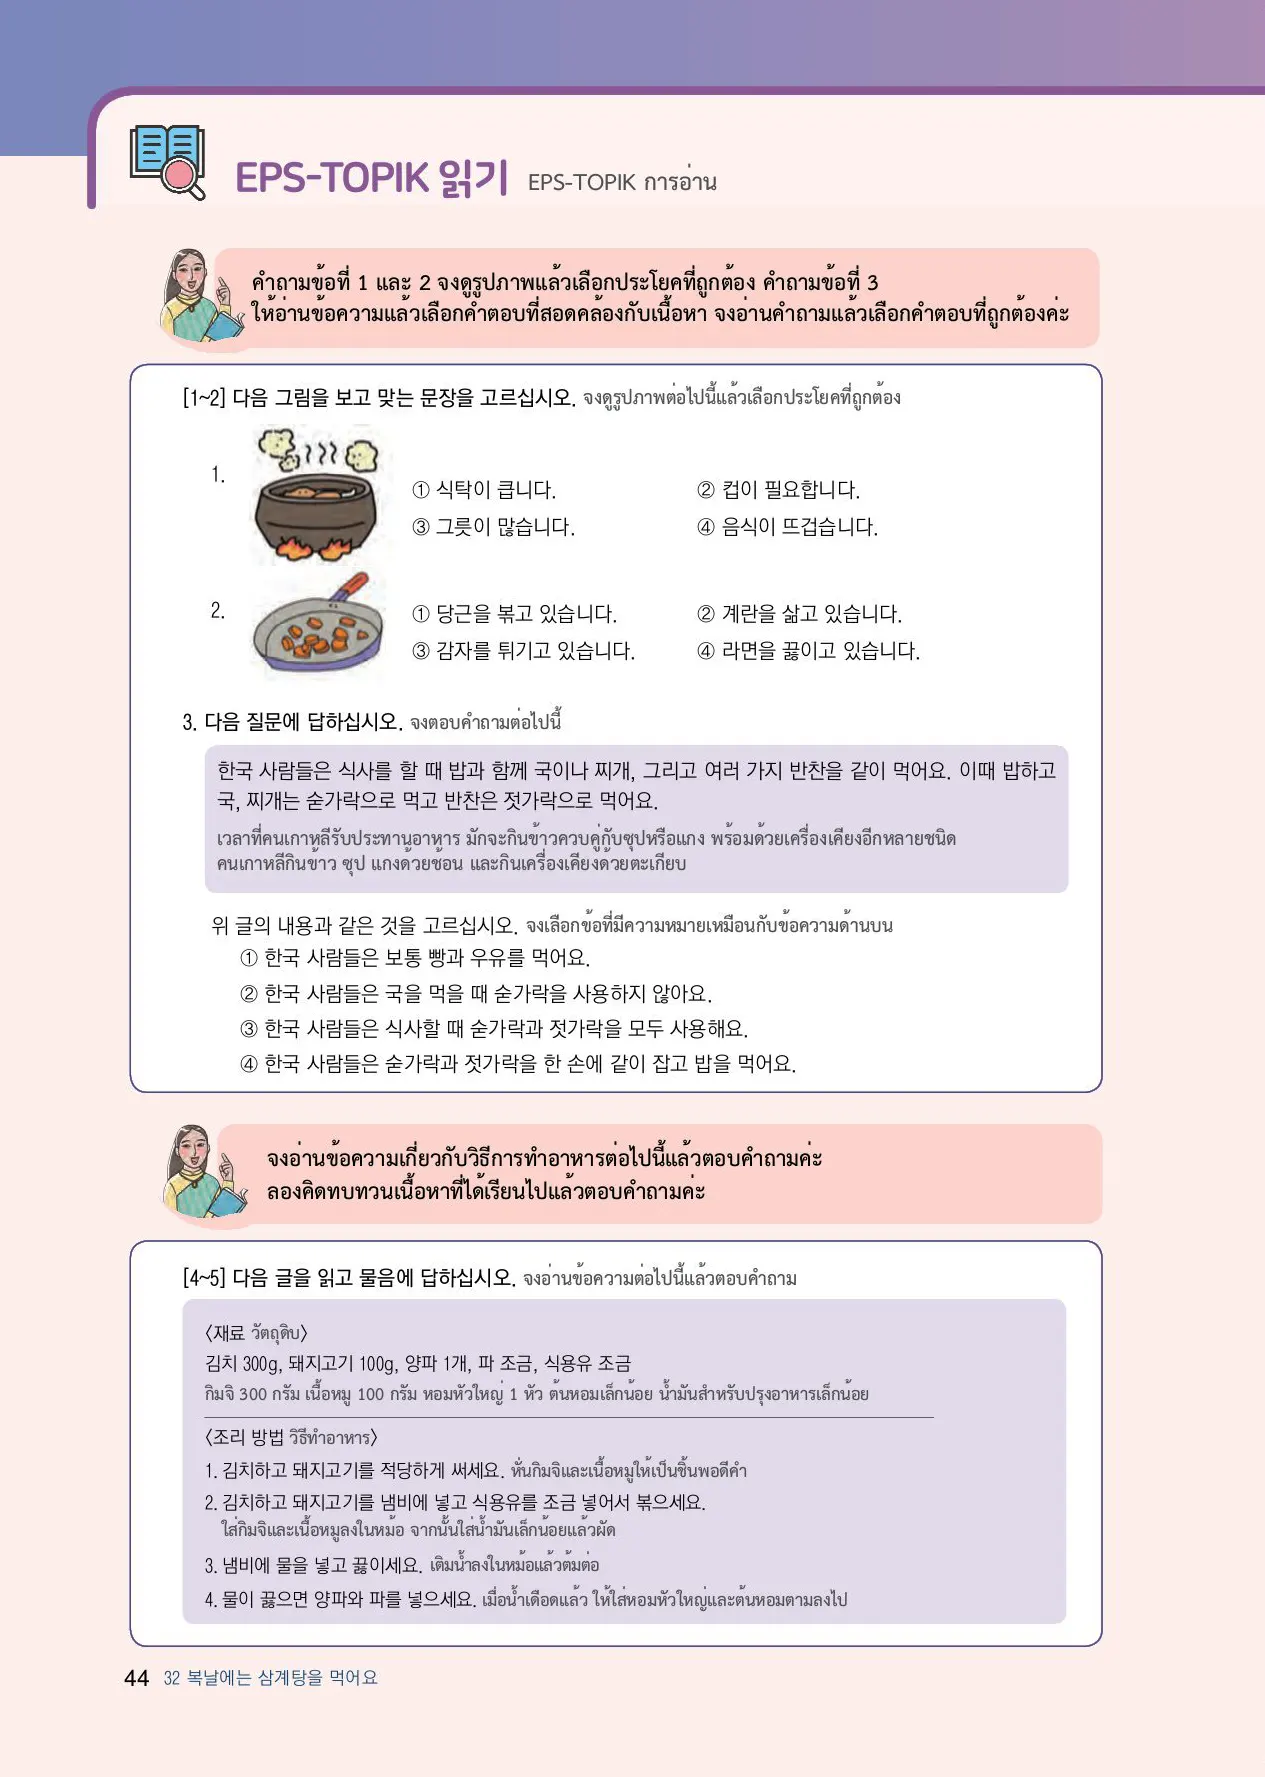 EPS-TOPIK 읽기 EPS-TOPIK การอ่าน
คำถามข้อที่ 1 และ 2 จงดูรูปภาพแล้วเลือกประโยคที่ถูกต้อง คำถามข้อที่ 3
ให้อ่านข้อความแล้วเลือกคำตอบที่สอดคล้องกับเนื้อหา จงอ่านคำถามแล้วเลือกคำตอบที่ถูกต้องค่ะ
[1~2] 다음 그림을 보고 맞는 문장을 고르십시오. จงดูรูปภาพต่อไปนี้แล้วเลือกประโยคที่ถูกต้อง
1.
① 식탁이 큽니다. ② 컵이 필요합니다.
③ 그릇이 많습니다. ④ 음식이 뜨겁습니다.
2.
① 당근을 볶고 있습니다. ② 계란을 삶고 있습니다.
③ 감자를 튀기고 있습니다. ④ 라면을 끓이고 있습니다.
3. 다음 질문에 답하십시오. จงตอบคำถามต่อไปนี้
한국 사람들은 식사를 할 때 밥과 함께 국이나 찌개, 그리고 여러 가지 반찬을 같이 먹어요. 이때 밥하고
국, 찌개는 숟가락으로 먹고 반찬은 젓가락으로 먹어요.
เวลาที่คนเกาหลีรับประทานอาหาร มักจะกินข้าวควบคู่กับซุปหรือแกง พร้อมด้วยเครื่องเคียงอีกหลายชนิด
คนเกาหลีกินข้าว ซุป แกงด้วยช้อน และกินเครื่องเคียงด้วยตะเกียบ
위 글의 내용과 같은 것을 고르십시오. จงเลือกข้อที่มีความหมายเหมือนกับข้อความด้านบน
① 한국 사람들은 보통 빵과 우유를 먹어요.
② 한국 사람들은 국을 먹을 때 숟가락을 사용하지 않아요.
③ 한국 사람들은 식사할 때 숟가락과 젓가락을 모두 사용해요.
④ 한국 사람들은 숟가락과 젓가락을 한 손에 같이 잡고 밥을 먹어요.
จงอ่านข้อความเกี่ยวกับวิธีการทำอาหารต่อไปนี้แล้วตอบคำถามค่ะ
ลองคิดทบทวนเนื้อหาที่ได้เรียนไปแล้วตอบคำถามค่ะ
[4~5] 다음 글을 읽고 물음에 답하십시오. จงอ่านข้อความต่อไปนี้แล้วตอบคำถาม
〈재료 วัตถุดิบ〉
김치 300g, 돼지고기 100g, 양파 1개, 파 조금, 식용유 조금
กิมจิ 300 กรัม เนื้อหมู 100 กรัม หอมหัวใหญ่ 1 หัว ต้นหอมเล็กน้อย น้ำมันสำหรับปรุงอาหารเล็กน้อย
〈조리 방법 วิธีทำอาหาร〉
1. 김치하고 돼지고기를 적당하게 써세요. หั่นกิมจิและเนื้อหมูให้เป็นชิ้นพอดีคำ
2. 김치하고 돼지고기를 냄비에 넣고 식용유를 조금 넣어서 볶으세요.
ใส่กิมจิและเนื้อหมูลงในหม้อ จากนั้นใส่น้ำมันเล็กน้อยแล้วผัด
3. 냄비에 물을 넣고 끓이세요. เติมน้ำลงในหม้อแล้วต้มต่อ
4. 물이 끓으면 양파와 파를 넣으세요. เมื่อน้ำเดือดแล้ว ให้ใส่หอมหัวใหญ่และต้นหอมตามลงไป
44 32 복날에는 삼계탕을 먹어요